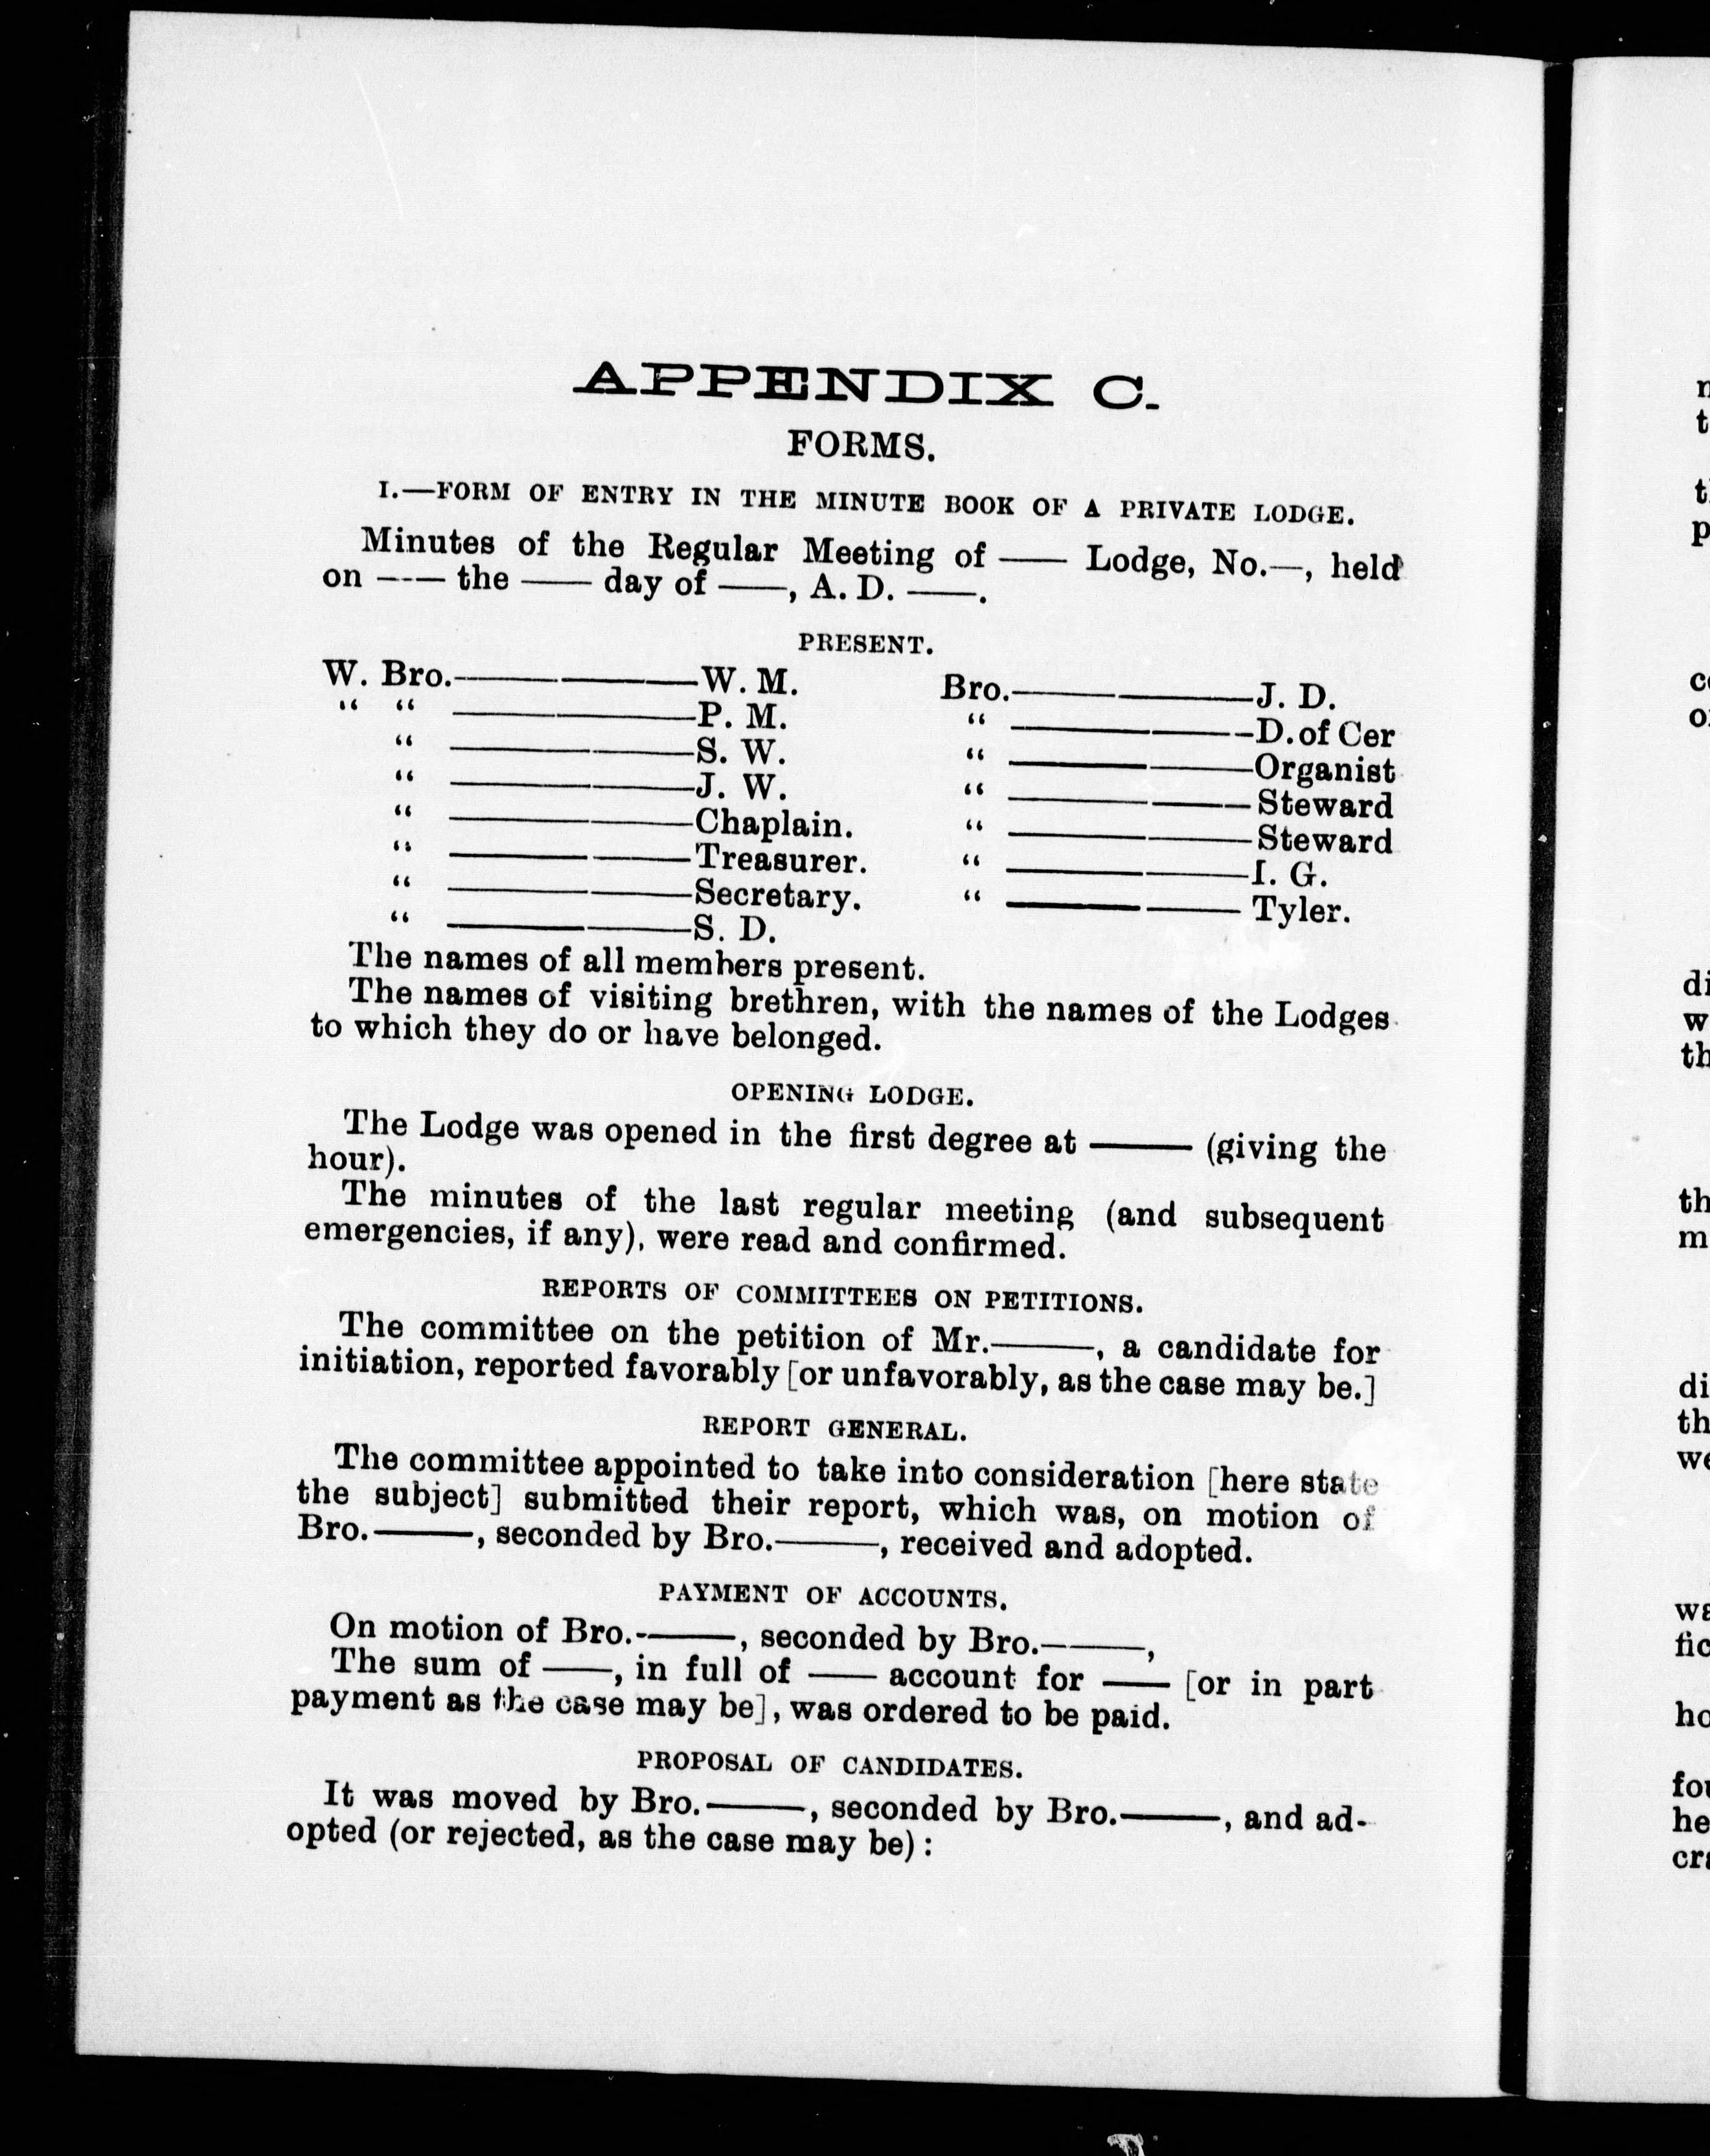 APPENDIX C.
FORMS.
I.—FORM OF ENTRY IN THE MINUTE BOOK OF A PRIVATE LODGE.
Minutes of the Regular Meeting of —— Lodge, No.—, held
on —-— the —— day of ——, A. D. ——.
PRESENT.
W. Bro.————W. M.
“ “ ————P. M.
“ ————S. W.
“ ————J. W.
“ ————Chaplain.
“ ————Treasurer.
“ ————Secretary.
“ ————S. D.
Bro.————J. D.
“ ————D. of Cer
“ ————Organist
“ ————Steward
“ ————Steward
“ ————I. G.
“ ———— Tyler.
The names of all members present.
The names of visiting brethren, with the names of the Lodges
to which they do or have belonged.
OPENING LODGE.
The Lodge was opened in the first degree at ——— (giving the
hour).
The minutes of the last regular meeting (and subsequent
emergencies, if any), were read and confirmed.
REPORTS OF COMMITTEES ON PETITIONS.
The committee on the petition of Mr.———, a candidate for
initiation, reported favorably [or unfavorably, as the case may be.]
REPORT GENERAL.
The committee appointed to take into consideration [here state
the subject] submitted their report, which was, on motion of
Bro.———, seconded by Bro.———, received and adopted.
PAYMENT OF ACCOUNTS.
On motion of Bro.-———, seconded by Bro.———,
The sum of ——, in full of —— account for —— [or in part
payment as the case may be], was ordered to be paid.
PROPOSAL OF CANDIDATES.
It was moved by Bro.———, seconded by Bro.———, and ad-
opted (or rejected, as the case may be) :